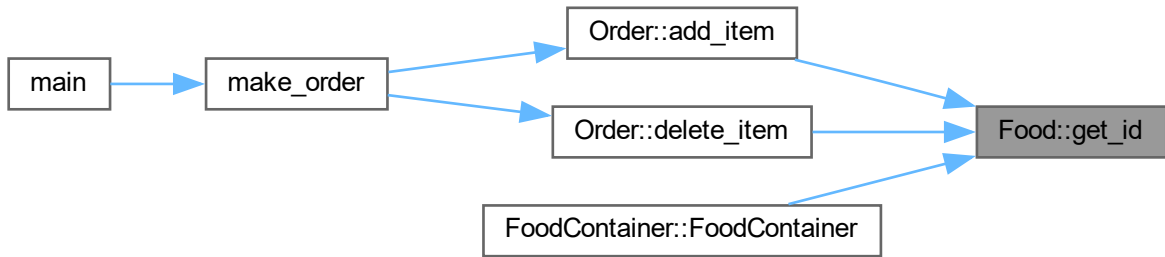 main
make_order
Order::add_item
Order::delete_item
FoodContainer::FoodContainer
Food::get_id